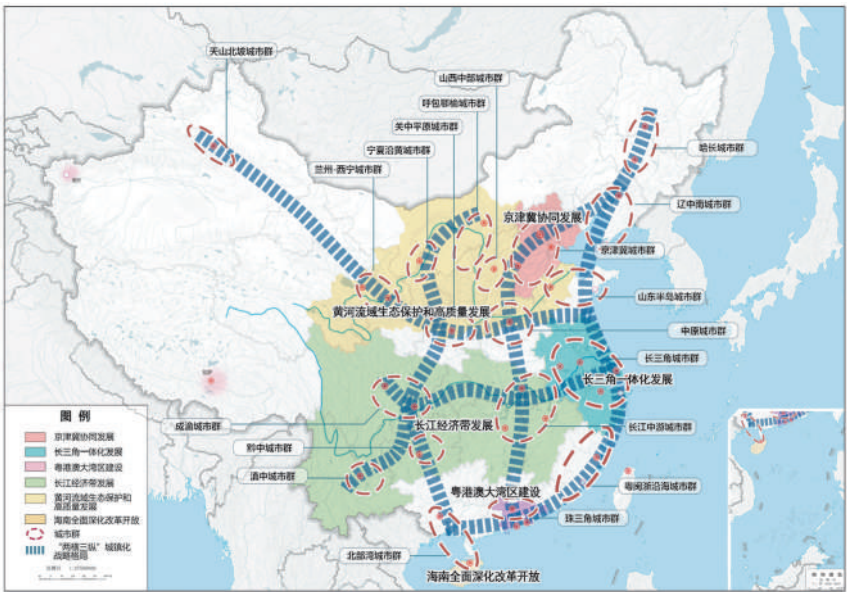 天山北坡城市群
山西中部城市群
呼包鄂榆城市群
关中平原城市群
宁夏沿黄城市群
兰州-西宁城市群
哈长城市群
辽中南城市群
京津冀协同发展
京津冀城市群
山东半岛城市群
黄河流域生态保护和高质量发展
中原城市群
长三角城市群
长三角一体化发展
成渝城市群
长江经济带发展
长江中游城市群
黔中城市群
滇中城市群
粤港澳大湾区建设
粤闽浙沿海城市群
珠三角城市群
北部湾城市群
海南全面深化改革开放
图例
京津冀协同发展
长三角一体化发展
粤港澳大湾区建设
长江经济带发展
黄河流域生态保护和
高质量发展
海南全面深化改革开放
城市群
"两横三纵"城镇化
战略格局